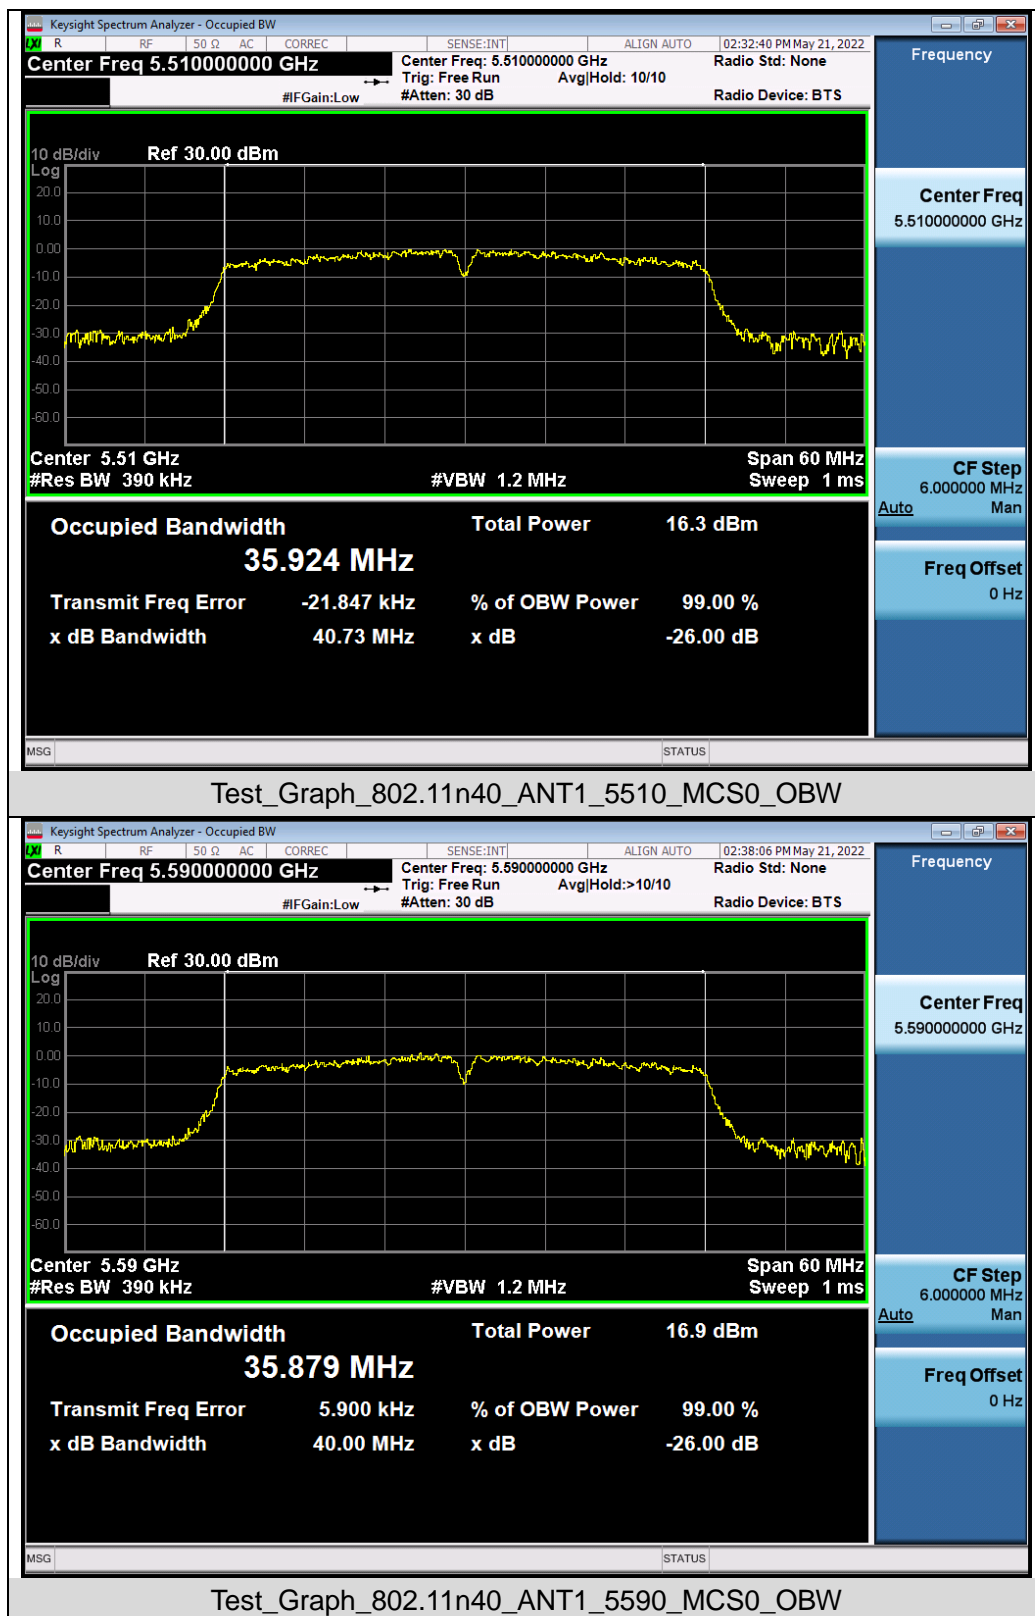 Keysight Spectrum Analyzer - Occupied BW
LXI R RF 50 Ω AC CORREC SENSE:INT ALIGN AUTO 02:32:40 PM May 21, 2022
Center Freq 5.510000000 GHz
Center Freq: 5.510000000 GHz
Radio Std: None
Trig: Free Run Avg|Hold: 10/10
#IFGain:Low
#Atten: 30 dB
Radio Device: BTS
Frequency
10 dB/div Ref 30.00 dBm
Log
20.0
10.0
0.00
-10.0
-20.0
-30.0
-40.0
-50.0
-60.0
Center Freq
5.510000000 GHz
Center 5.51 GHz Span 60 MHz
#Res BW 390 kHz #VBW 1.2 MHz Sweep 1 ms
CF Step
6.000000 MHz
Auto Man
Occupied Bandwidth Total Power 16.3 dBm
35.924 MHz
Transmit Freq Error -21.847 kHz % of OBW Power 99.00 %
x dB Bandwidth 40.73 MHz x dB -26.00 dB
Freq Offset
0 Hz
MSG STATUS
Test_Graph_802.11n40_ANT1_5510_MCS0_OBW
Keysight Spectrum Analyzer - Occupied BW
LXI R RF 50 Ω AC CORREC SENSE:INT ALIGN AUTO 02:38:06 PM May 21, 2022
Center Freq 5.590000000 GHz
Center Freq: 5.590000000 GHz
Radio Std: None
Trig: Free Run Avg|Hold:>10/10
#IFGain:Low
#Atten: 30 dB
Radio Device: BTS
Frequency
10 dB/div Ref 30.00 dBm
Log
20.0
10.0
0.00
-10.0
-20.0
-30.0
-40.0
-50.0
-60.0
Center Freq
5.590000000 GHz
Center 5.59 GHz Span 60 MHz
#Res BW 390 kHz #VBW 1.2 MHz Sweep 1 ms
CF Step
6.000000 MHz
Auto Man
Occupied Bandwidth Total Power 16.9 dBm
35.879 MHz
Transmit Freq Error 5.900 kHz % of OBW Power 99.00 %
x dB Bandwidth 40.00 MHz x dB -26.00 dB
Freq Offset
0 Hz
MSG STATUS
Test_Graph_802.11n40_ANT1_5590_MCS0_OBW